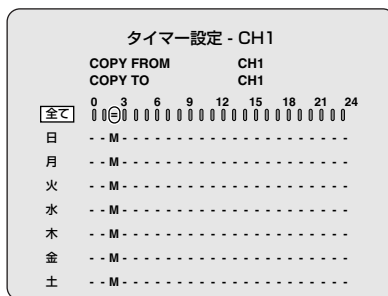 タイマー設定 - CH1
COPY FROM CH1
COPY TO CH1
0 3 6 9 12 15 18 21 24
全て
日 - - M - - - - - - - - - - - - - - - - - - - - -
月 - - M - - - - - - - - - - - - - - - - - - - - -
火 - - M - - - - - - - - - - - - - - - - - - - - -
水 - - M - - - - - - - - - - - - - - - - - - - - -
木 - - M - - - - - - - - - - - - - - - - - - - - -
金 - - M - - - - - - - - - - - - - - - - - - - - -
土 - - M - - - - - - - - - - - - - - - - - - - - -